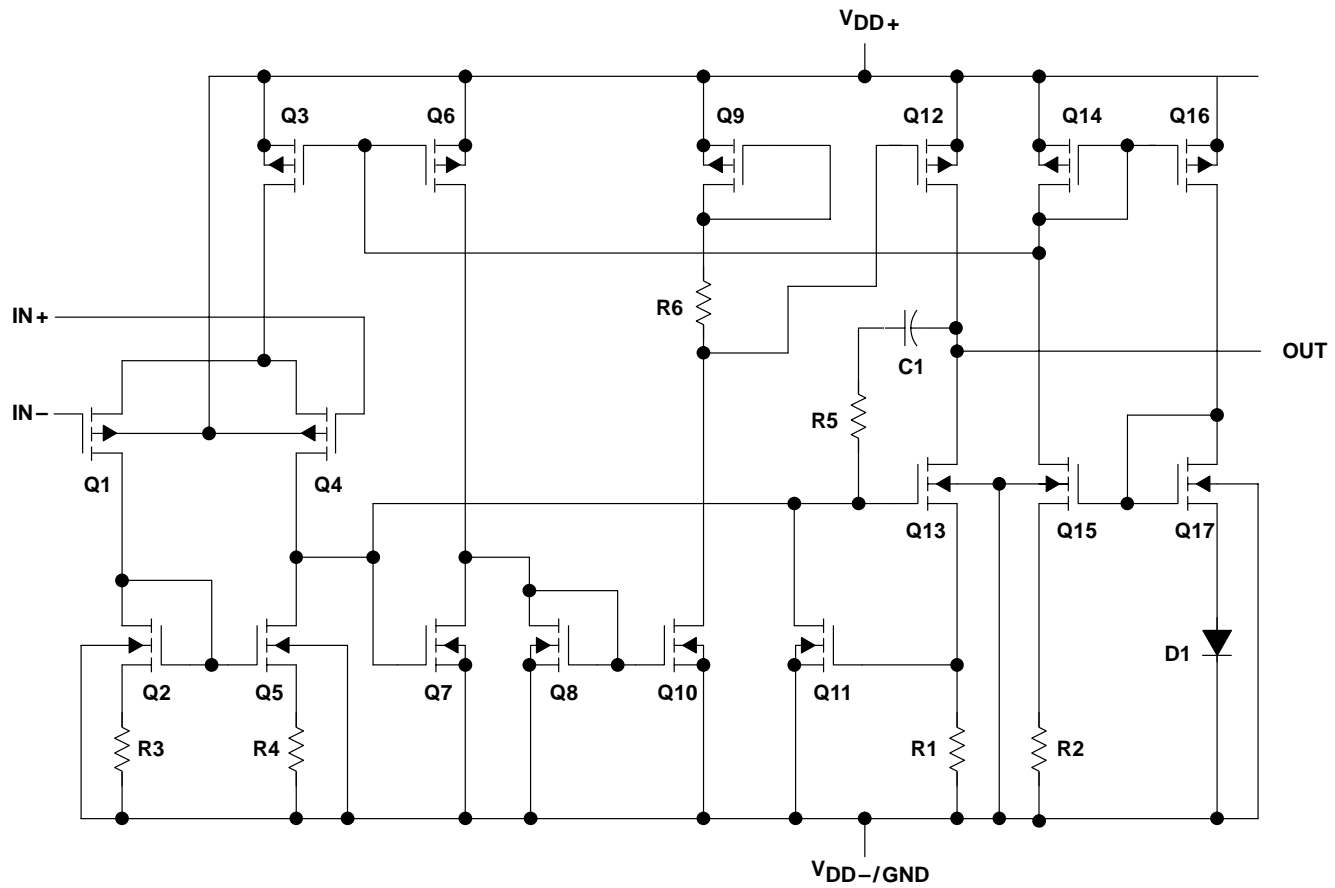 VDD+
Q3
Q6
Q9
Q12
Q14
Q16
R6
IN+
C1
OUT
IN−
R5
Q1
Q4
Q13
Q15
Q17
Q2
Q5
Q7
Q8
Q10
Q11
D1
R3
R4
R1
R2
VDD−/GND